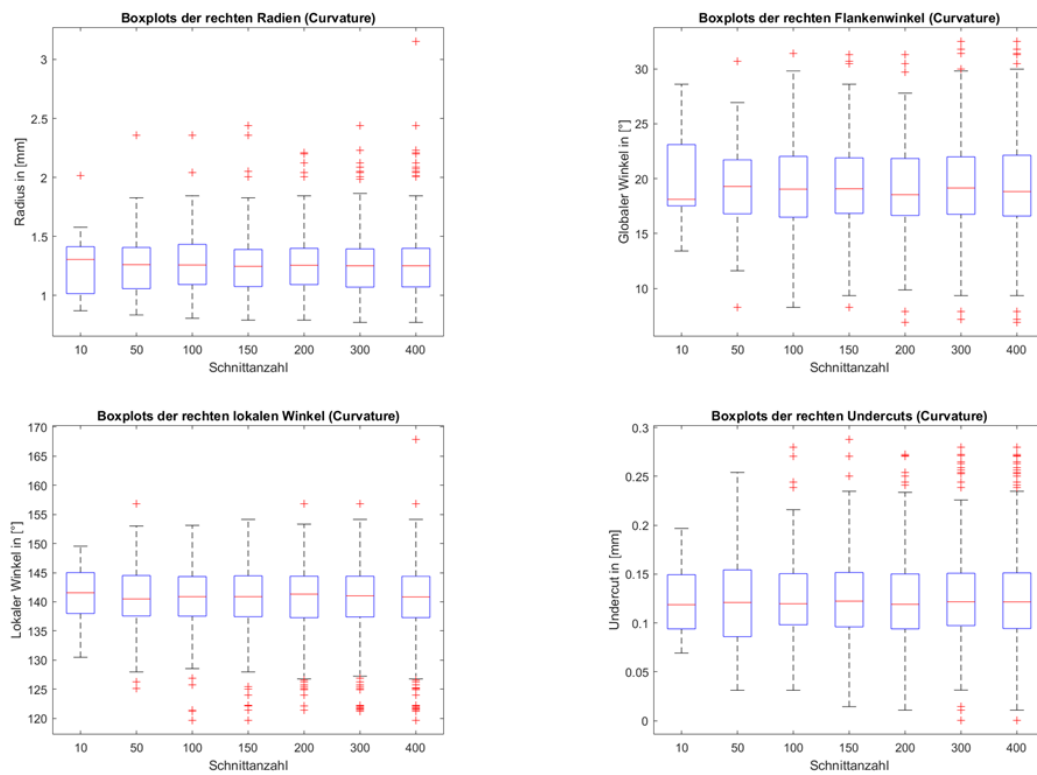 Boxplots der rechten Radien (Curvature)
3
2.5
2
1.5
1
Radius in [mm]
10 50 100 150 200 300 400
Schnittanzahl
Boxplots der rechten Flankenwinkel (Curvature)
30
25
20
15
10
Globaler Winkel in [°]
10 50 100 150 200 300 400
Schnittanzahl
Boxplots der rechten lokalen Winkel (Curvature)
170
165
160
155
150
145
140
135
130
125
120
Lokaler Winkel in [°]
10 50 100 150 200 300 400
Schnittanzahl
Boxplots der rechten Undercuts (Curvature)
0.3
0.25
0.2
0.15
0.1
0.05
0
Undercut in [mm]
10 50 100 150 200 300 400
Schnittanzahl